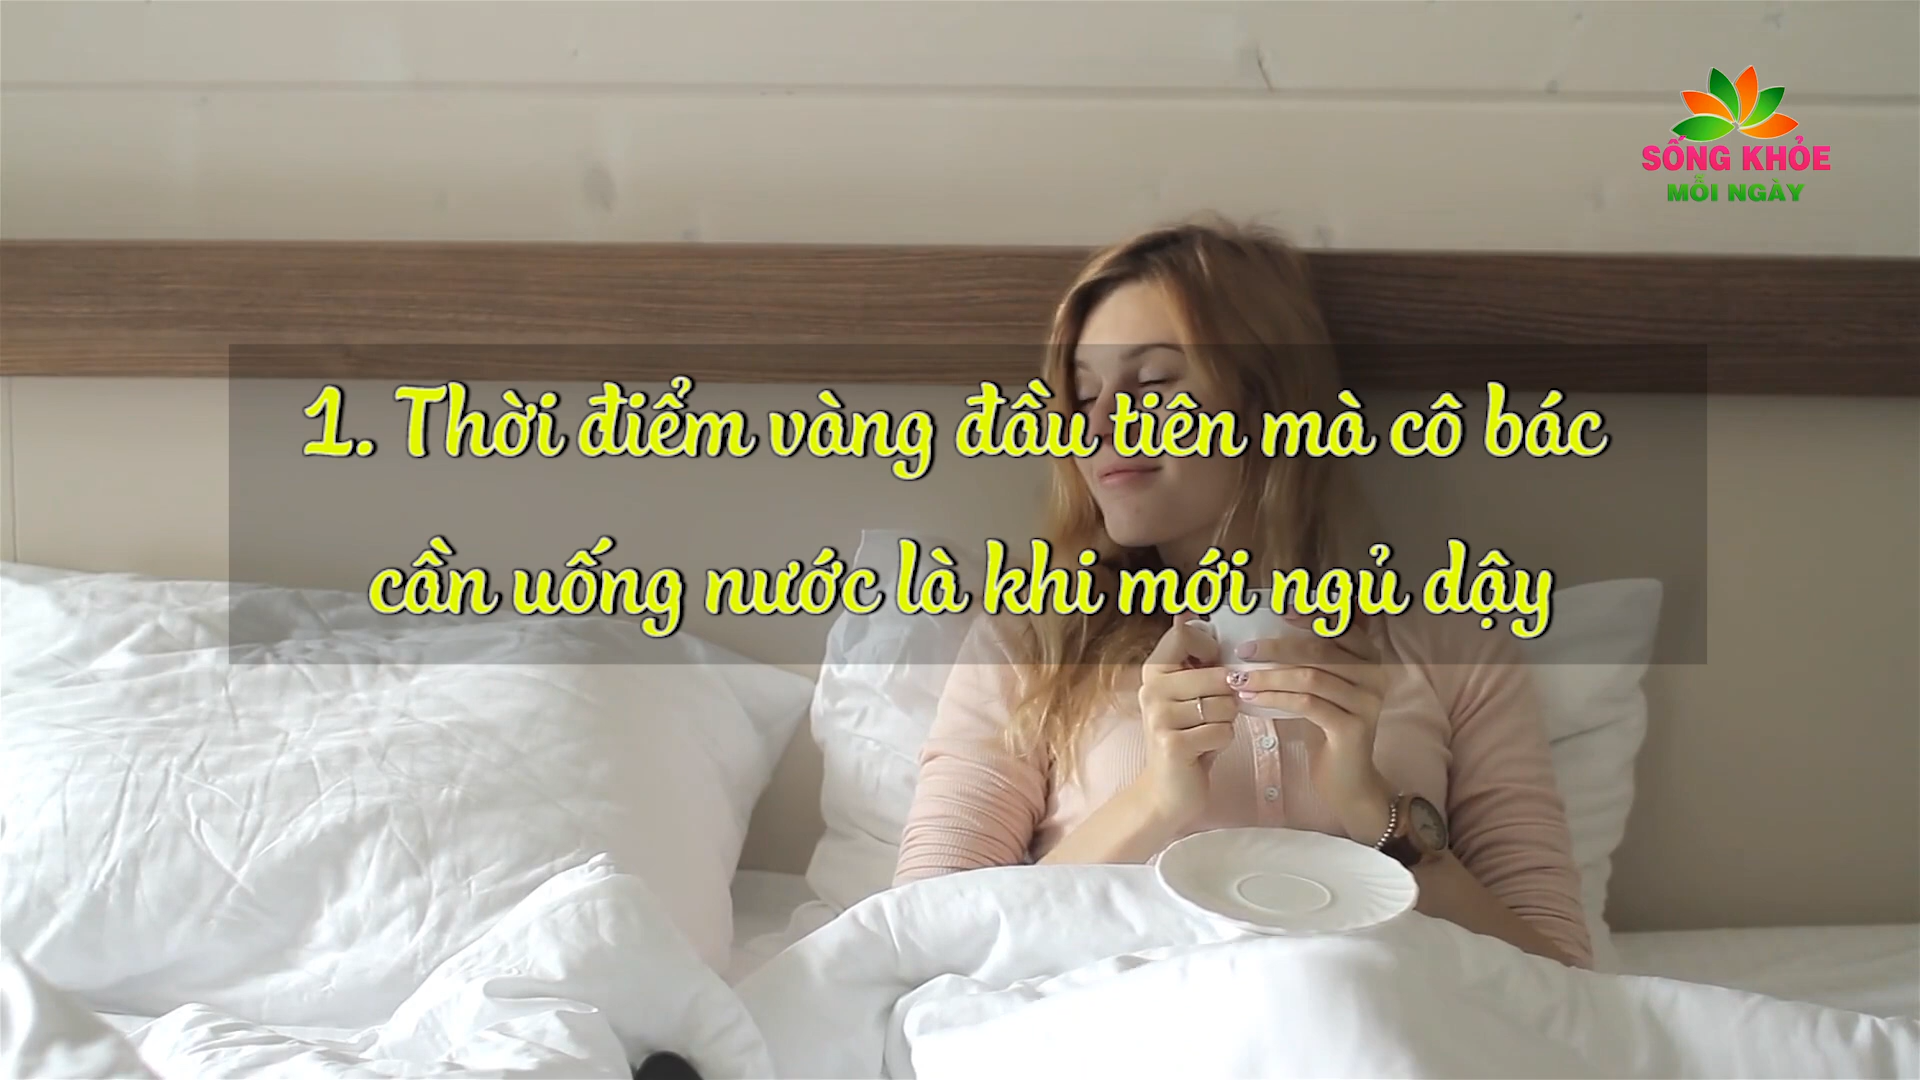 SỐNG KHỎE
MỖI NGÀY
1. Thời điểm vàng đầu tiên mà cô bác
cần uống nước là khi mới ngủ dậy